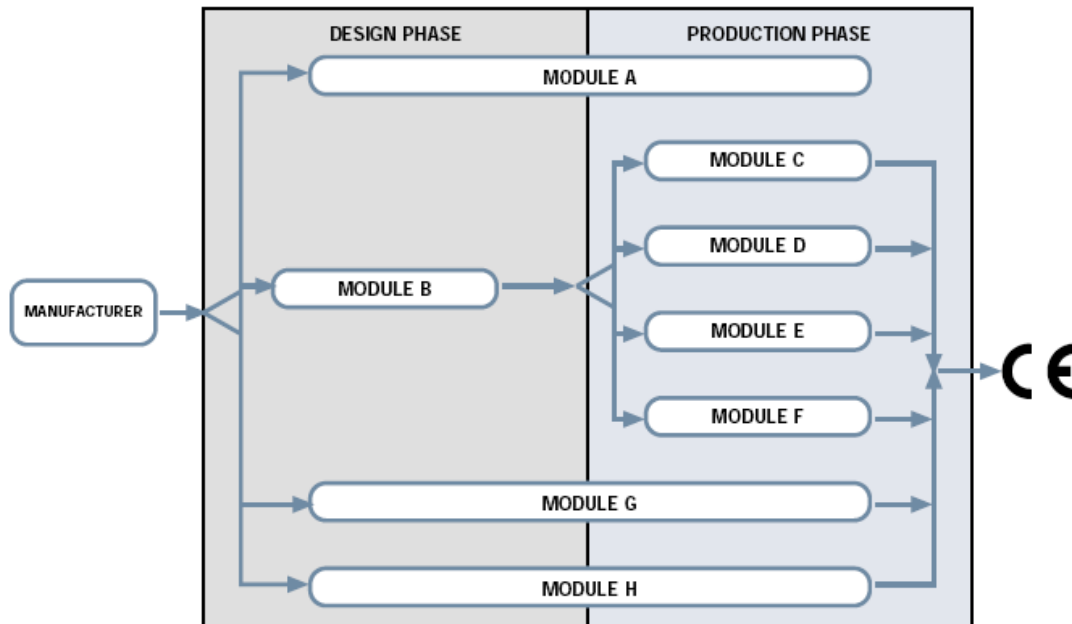 DESIGN PHASE
PRODUCTION PHASE
MODULE A
MODULE C
MODULE D
MODULE B
MANUFACTURER
MODULE E
CE
MODULE F
MODULE G
MODULE H